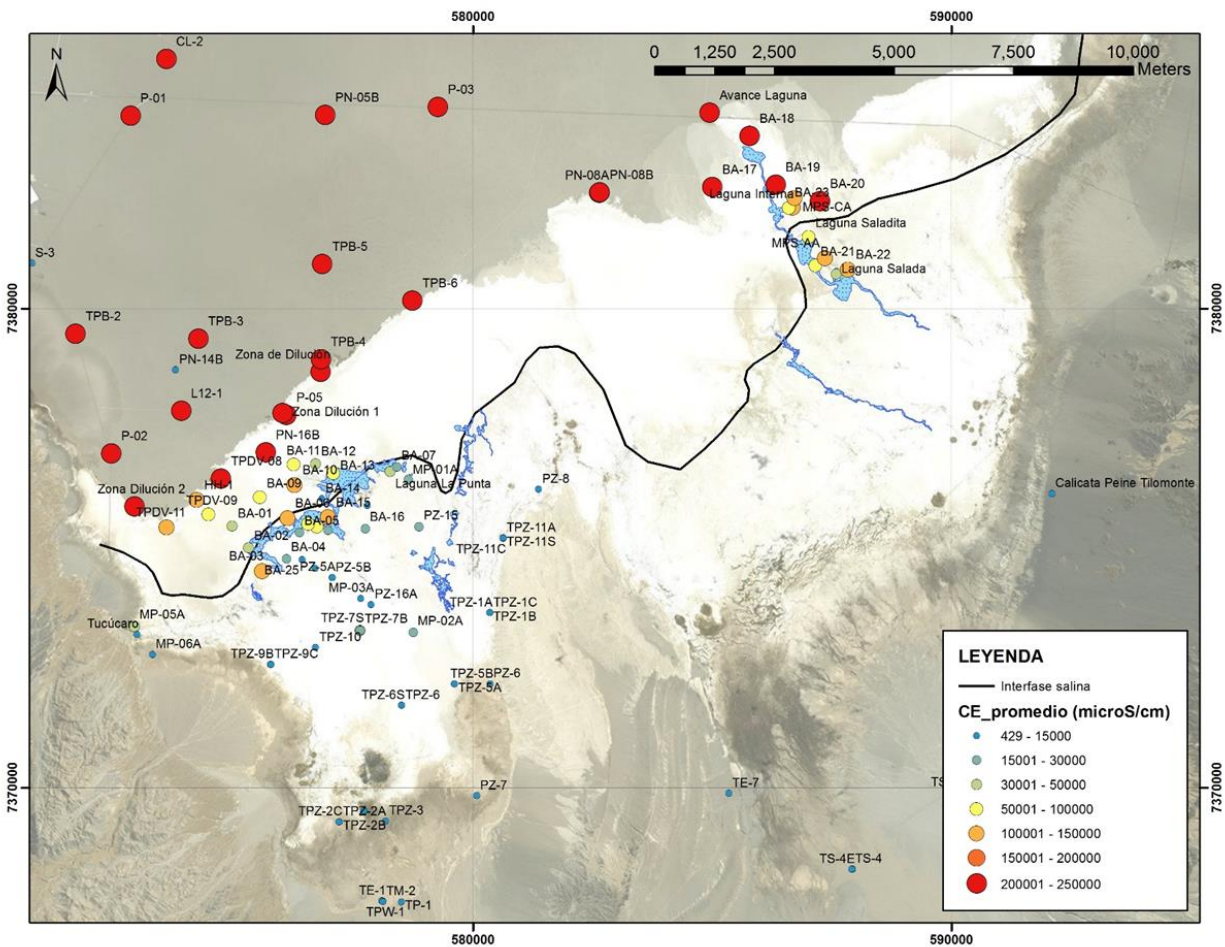 580000
590000
0 1,250 2,500 5,000 7,500 10,000
Meters
N
CL-2
P-01
PN-05B
P-03
Avance Laguna
BA-18
PN-08APN-08B
BA-17
BA-19
Laguna Interna
BA-23
BA-20
MPS-CA
Laguna Saladita
MPS-AA
BA-21
BA-22
Laguna Salada
S-3
TPB-5
TPB-6
7380000
7380000
TPB-2
TPB-3
TPB-4
Zona de Dilución
PN-14B
L12-1
P-05
Zona Dilución 1
P-02
PN-16B
BA-11
BA-12
BA-07
TPDV-08
BA-10
BA-13
MP-01A
HH-1
BA-09
BA-14
Laguna La Punta
PZ-8
Calicata Peine Tilomonte
Zona Dilución 2
TPDV-09
BA-15
TPDV-11
BA-01
BA-05
BA-16
PZ-15
TPZ-11A
TPZ-11S
BA-02
BA-03
BA-04
TPZ-11C
BA-25
PZ-5APZ-5B
MP-03A
PZ-16A
MP-05A
TPZ-1ATPZ-1C
TPZ-1B
Tucúcaro
TPZ-7STPZ-7B
MP-02A
MP-06A
TPZ-10
TPZ-9BTPZ-9C
TPZ-5BPZ-6
TPZ-5A
TPZ-6STPZ-6
LEYENDA
Interfase salina
CE_promedio (microS/cm)
429 - 15000
15001 - 30000
30001 - 50000
50001 - 100000
100001 - 150000
150001 - 200000
200001 - 250000
7370000
7370000
PZ-7
TE-7
TS
TPZ-2CTPZ-2A
TPZ-3
TPZ-2B
TS-4ETS-4
TE-1TM-2
TPW-1
TP-1
580000
590000